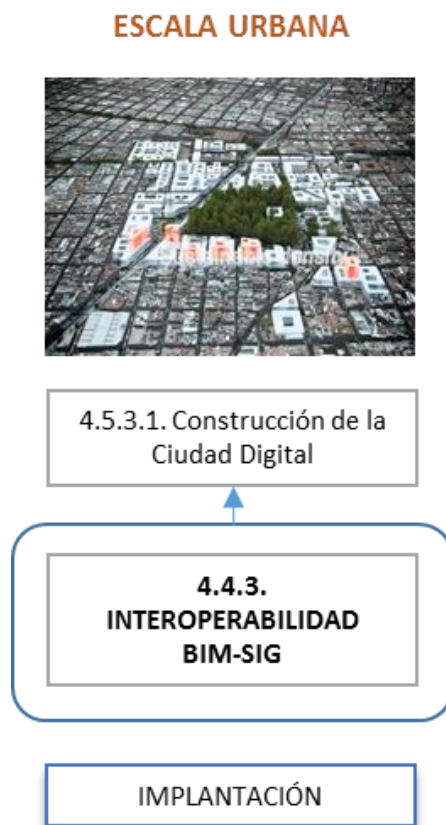 ESCALA URBANA
4.5.3.1. Construcción de la
Ciudad Digital
4.4.3.
INTEROPERABILIDAD
BIM-SIG
IMPLANTACIÓN